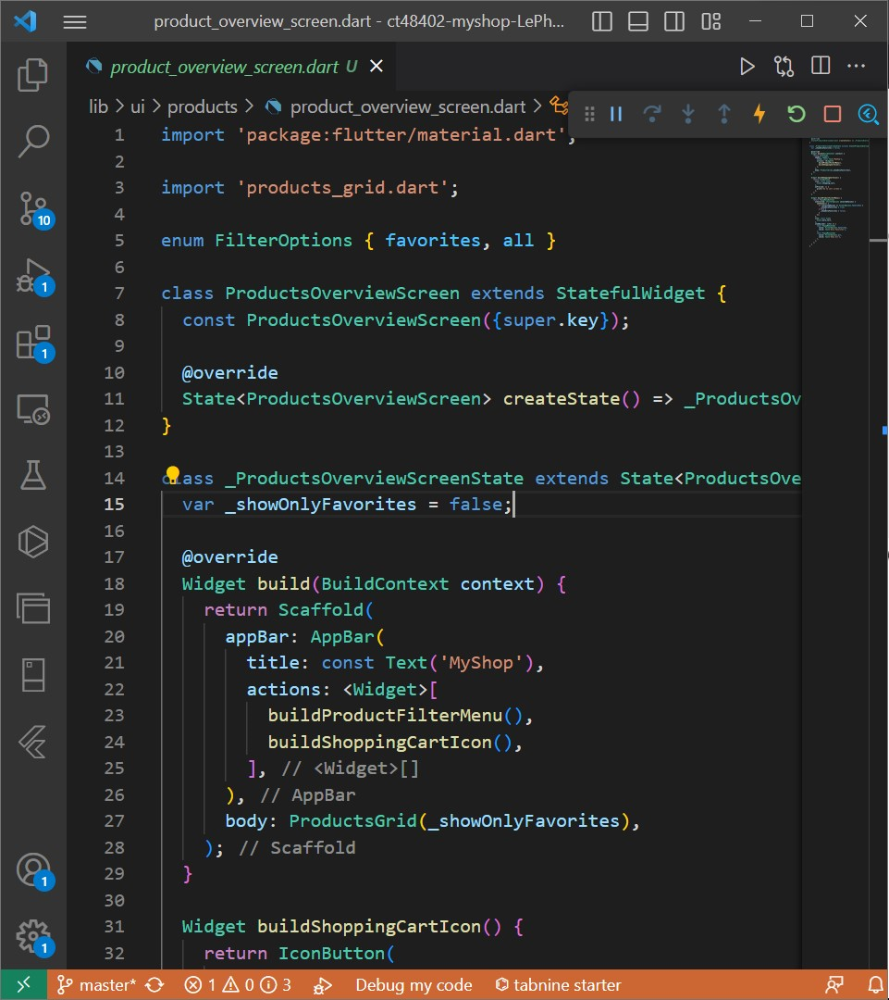 product_overview_screen.dart - ct48402-myshop-LePh...
product_overview_screen.dart U
lib > ui > products > product_overview_screen.dart >
1 import 'package:flutter/material.dart';
2
3 import 'products_grid.dart';
4
5 enum FilterOptions { favorites, all }
6
7 class ProductsOverviewScreen extends StatefulWidget {
8 const ProductsOverviewScreen({super.key});
9
10 @override
11 State<ProductsOverviewScreen> createState() => _ProductsOv
12 }
13
14 class _ProductsOverviewScreenState extends State<ProductsOve
15 var _showOnlyFavorites = false;
16
17 @override
18 Widget build(BuildContext context) {
19 return Scaffold(
20 appBar: AppBar(
21 title: const Text('MyShop'),
22 actions: <Widget>[
23 buildProductFilterMenu(),
24 buildShoppingCartIcon(),
25 ], // <Widget>[]
26 ), // AppBar
27 body: ProductsGrid(_showOnlyFavorites),
28 ); // Scaffold
29 }
30
31 Widget buildShoppingCartIcon() {
32 return IconButton(
10
1
1
1
1
master* 1 0 3 Debug my code tabnine starter